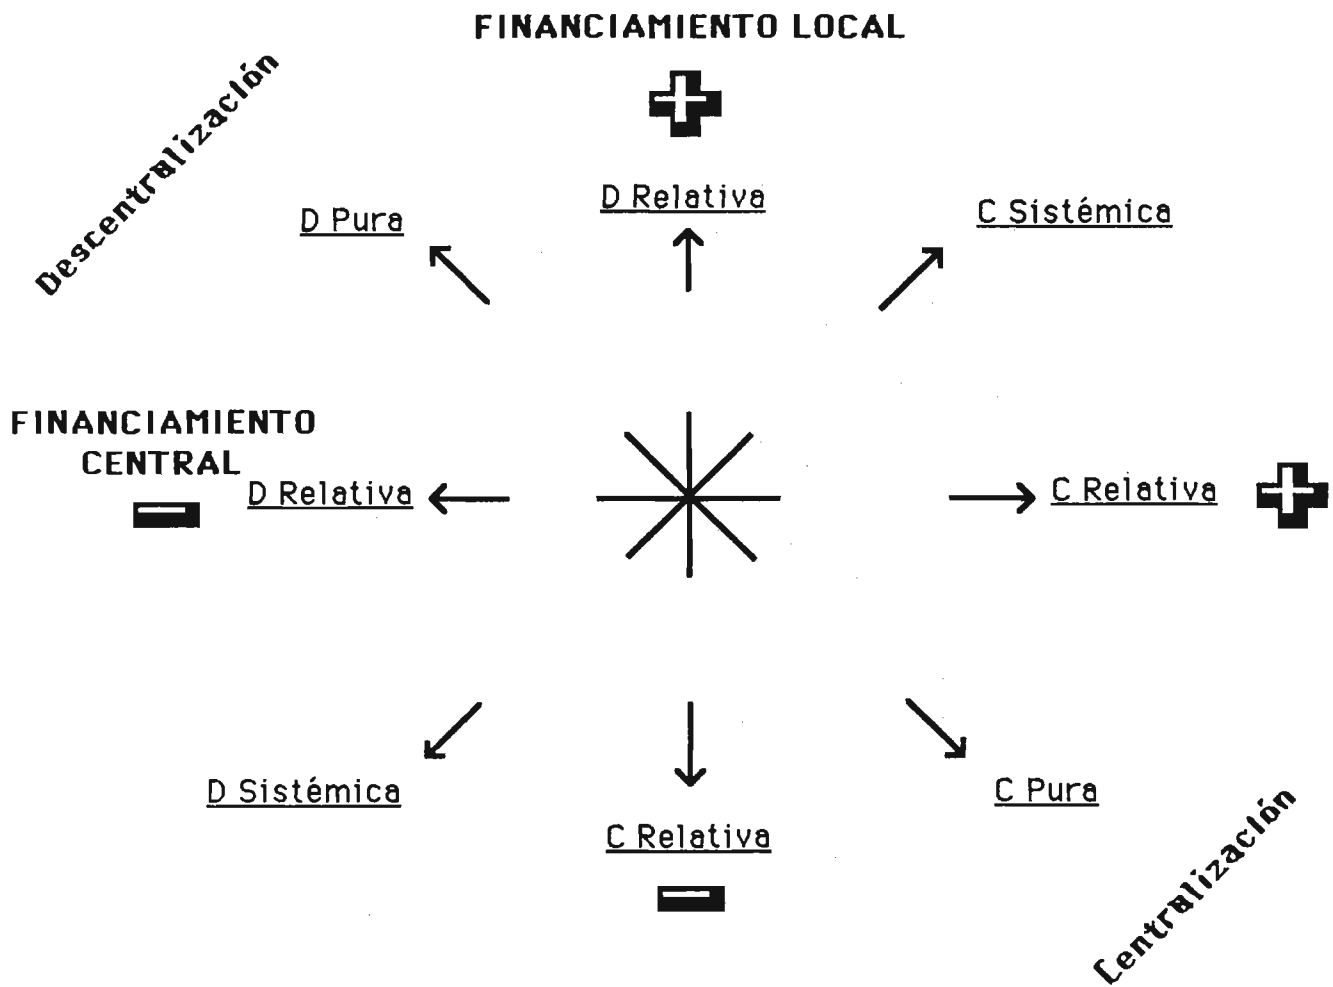 FINANCIAMIENTO LOCAL
Descentralización
D Pura
D Relativa
C Sistémica
FINANCIAMIENTO
CENTRAL
D Relativa
C Relativa
D Sistémica
C Relativa
C Pura
Centralización